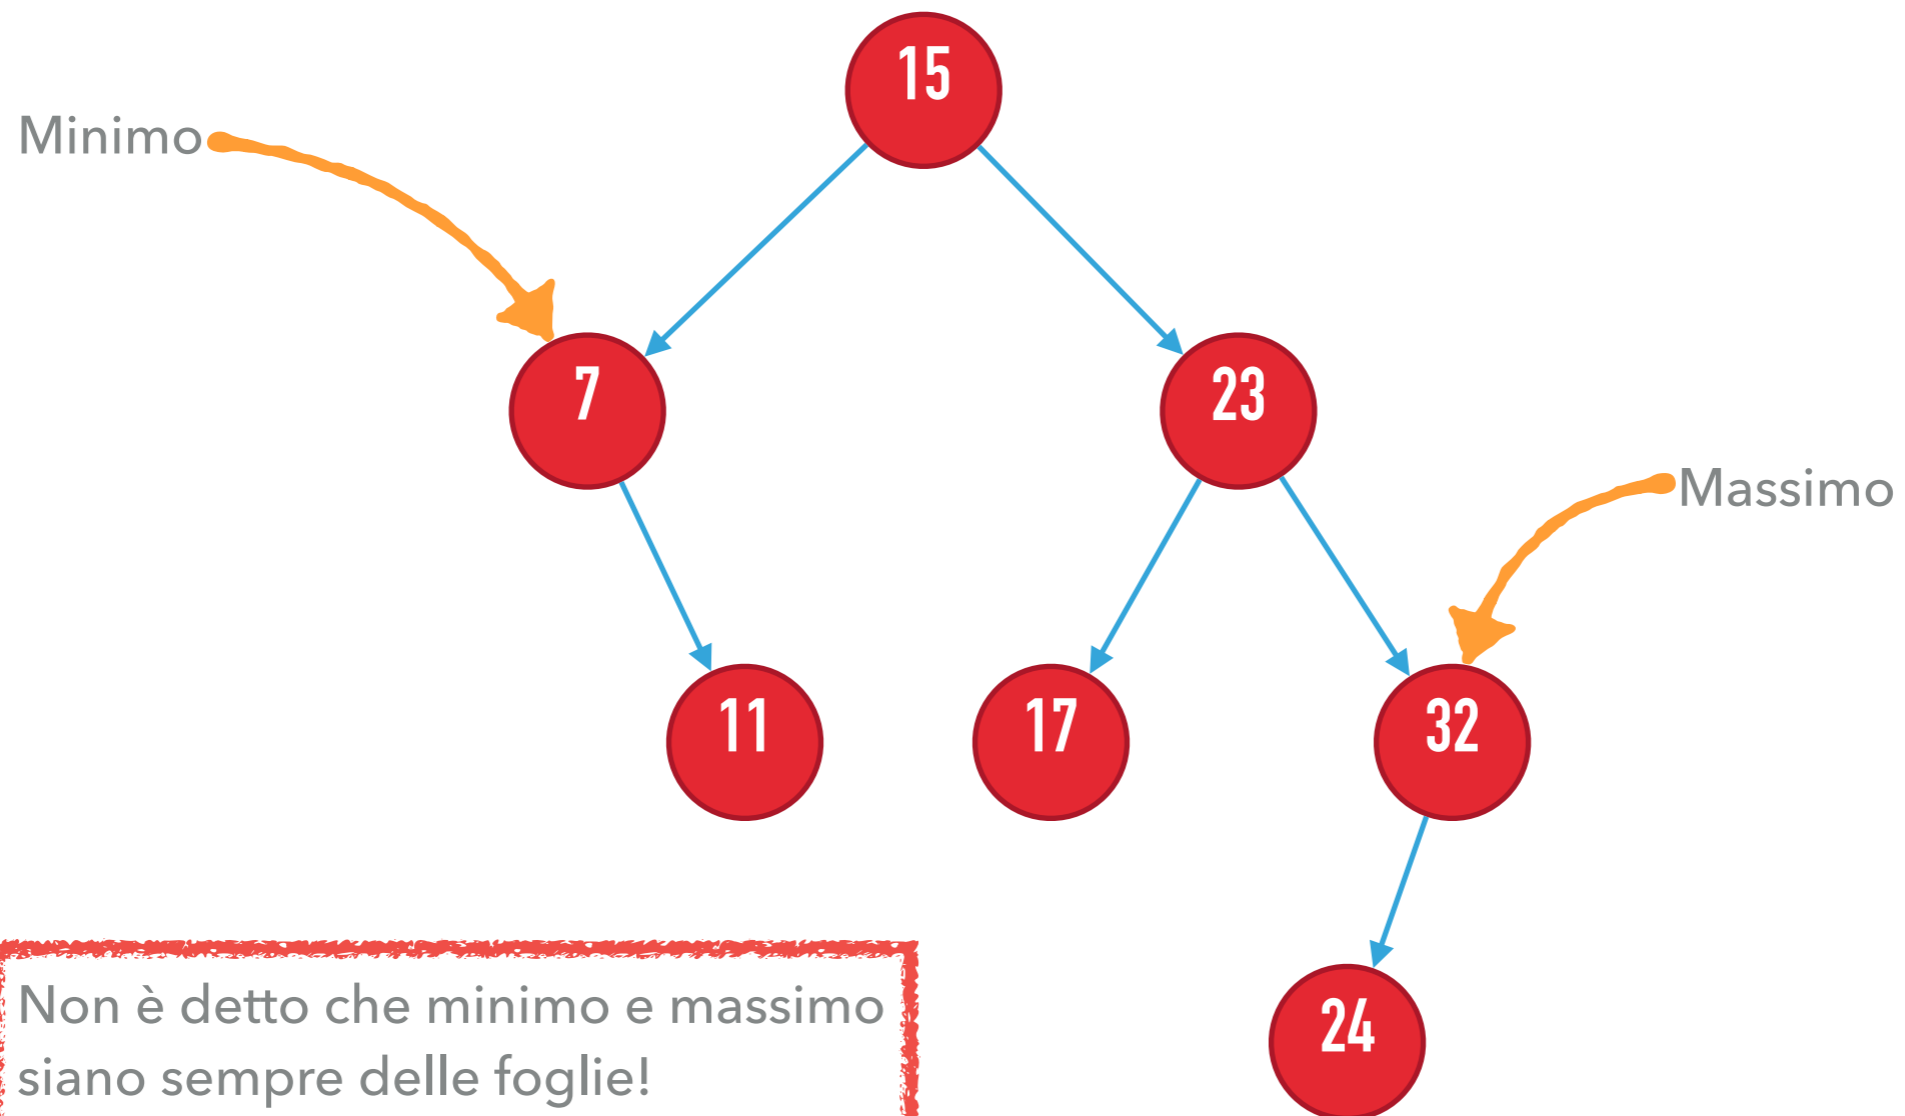 15
Minimo
7
23
Massimo
11
17
32
24
Non è detto che minimo e massimo
siano sempre delle foglie!